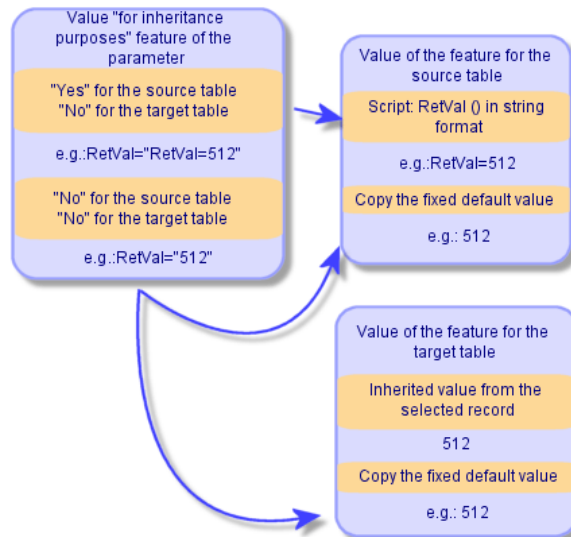 Value "for inheritance
purposes" feature of the
parameter
"Yes" for the source table
"No" for the target table
e.g.:RetVal="RetVal=512"
"No" for the source table
"No" for the target table
e.g.:RetVal="512"
Value of the feature for the
source table
Script: RetVal () in string
format
e.g.:RetVal=512
Copy the fixed default value
e.g.: 512
Value of the feature for the
target table
Inherited value from the
selected record
512
Copy the fixed default value
e.g.: 512